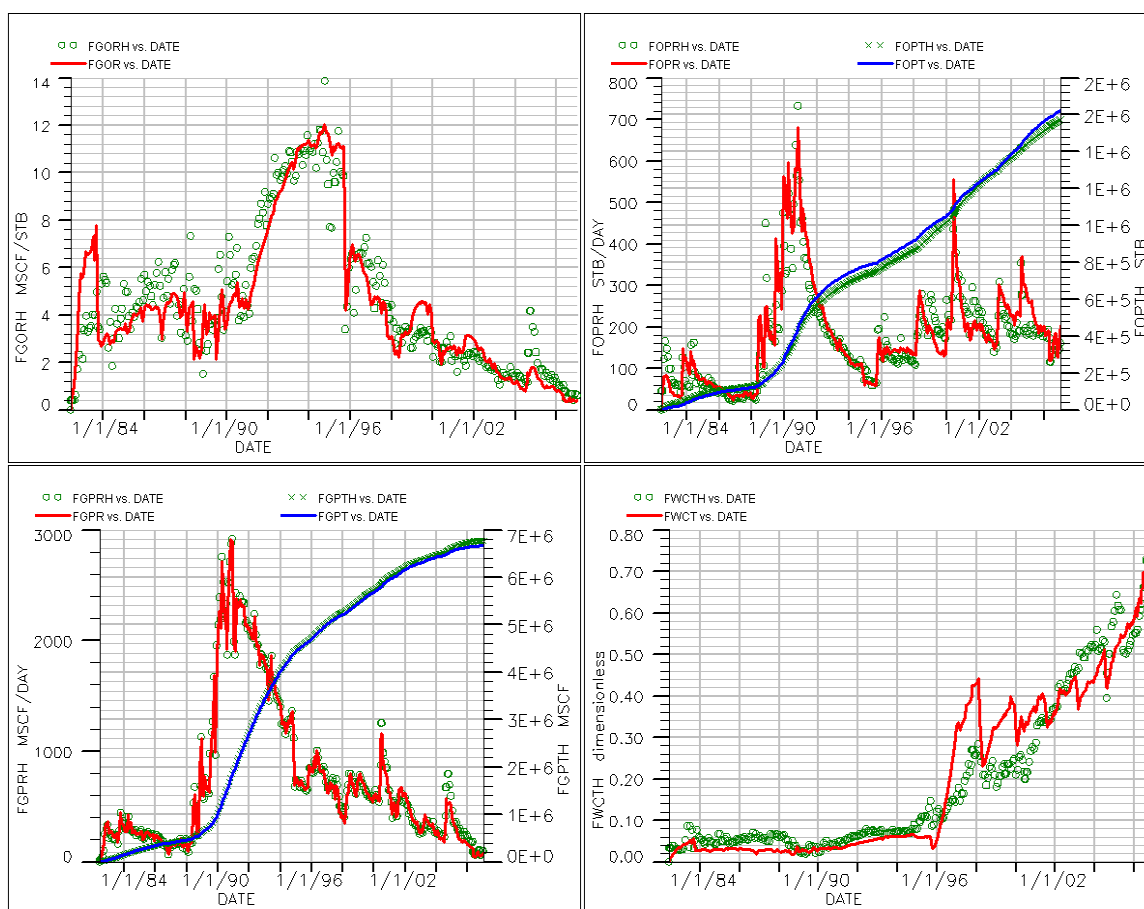 FGORH vs. DATE
FGOR vs. DATE
14
12
10
8
6
4
2
0
FGORH MSCF/STB
1/1/84 1/1/90 1/1/96 1/1/02
DATE
FOPRH vs. DATE FOPTH vs. DATE
FOPR vs. DATE FOPT vs. DATE
800 2E+6
700 2E+6
600 1E+6
500 1E+6
400 1E+6
300 8E+5
200 6E+5
100 4E+5
0 2E+5
0E+0
FOPRH STB/DAY
FOPTH STB
1/1/84 1/1/90 1/1/96 1/1/02
DATE
FGPRH vs. DATE FGPTH vs. DATE
FGPR vs. DATE FGPT vs. DATE
3000 7E+6
6E+6
2000 5E+6
4E+6
3E+6
1000 2E+6
1E+6
0 0E+0
FGPRH MSCF/DAY
FGPTH MSCF
1/1/84 1/1/90 1/1/96 1/1/02
DATE
FWCTH vs. DATE
FWCT vs. DATE
0.80
0.70
0.60
0.50
0.40
0.30
0.20
0.10
0.00
FWCTH dimensionless
1/1/84 1/1/90 1/1/96 1/1/02
DATE